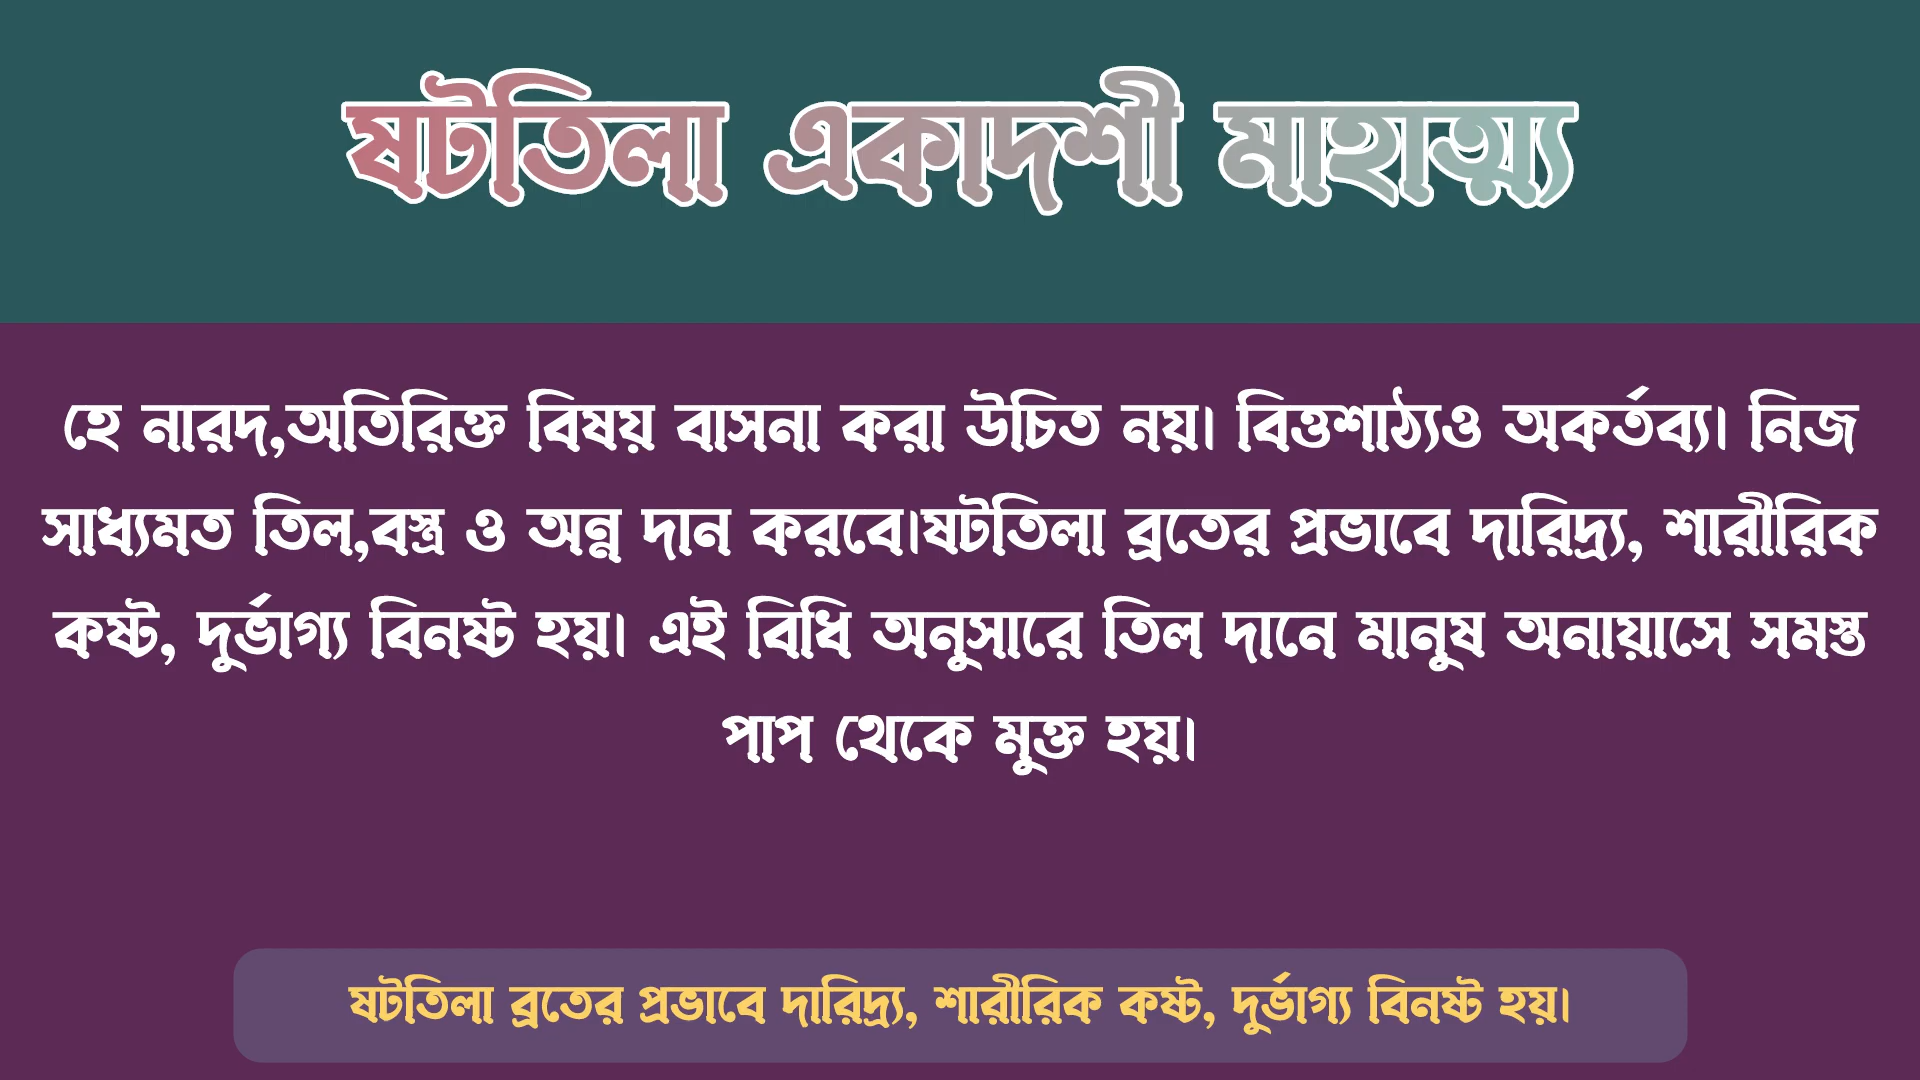 ষটতিলা একাদশী মাহাত্ম্য
হে নারদ,অতিরিক্ত বিষয় বাসনা করা উচিত নয়। বিত্তশাঠ্যও অকর্তব্য। নিজ
সাধ্যমত তিল,বস্ত্র ও অন্ন দান করবে।ষটতিলা ব্রতের প্রভাবে দারিদ্র্য, শারীরিক
কষ্ট, দুর্ভাগ্য বিনষ্ট হয়। এই বিধি অনুসারে তিল দানে মানুষ অনায়াসে সমস্ত
পাপ থেকে মুক্ত হয়।
ষটতিলা ব্রতের প্রভাবে দারিদ্র্য, শারীরিক কষ্ট, দুর্ভাগ্য বিনষ্ট হয়।